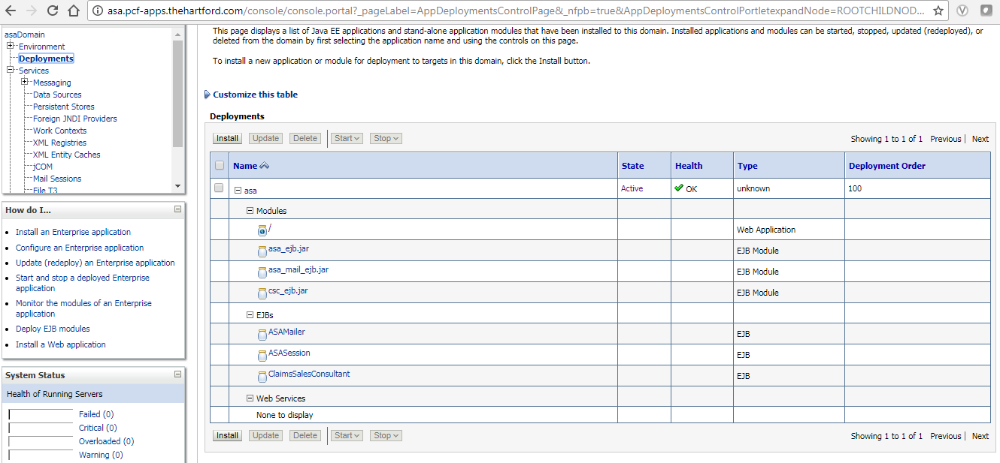 asa.pcf-apps.thehartford.com/console/console.portal?_pageLabel=AppDeploymentsControlPage&_nfpb=true&AppDeploymentsControlPortletexpandNode=ROOTCHILDNOD...
asaDomain
Environment
Deployments
Services
Messaging
Data Sources
Persistent Stores
Foreign JNDI Providers
Work Contexts
XML Registries
XML Entity Caches
jCOM
Mail Sessions
File T3
How do I...
Install an Enterprise application
Configure an Enterprise application
Update (redeploy) an Enterprise application
Start and stop a deployed Enterprise
application
Monitor the modules of an Enterprise
application
Deploy EJB modules
Install a Web application
System Status
Health of Running Servers
Failed (0)
Critical (0)
Overloaded (0)
Warning (0)
This page displays a list of Java EE applications and stand-alone application modules that have been installed to this domain. Installed applications and modules can be started, stopped, updated (redeployed), or
deleted from the domain by first selecting the application name and using the controls on this page.
To install a new application or module for deployment to targets in this domain, click the Install button.
Customize this table
Deployments
Install Update Delete Start Stop Showing 1 to 1 of 1 Previous | Next
Name State Health Type Deployment Order
asa Active OK unknown 100
Modules
/ Web Application
asa_ejb.jar EJB Module
asa_mail_ejb.jar EJB Module
csc_ejb.jar EJB Module
EJBs
ASAMailer EJB
ASASession EJB
ClaimsSalesConsultant EJB
Web Services
None to display
Install Update Delete Start Stop Showing 1 to 1 of 1 Previous | Next